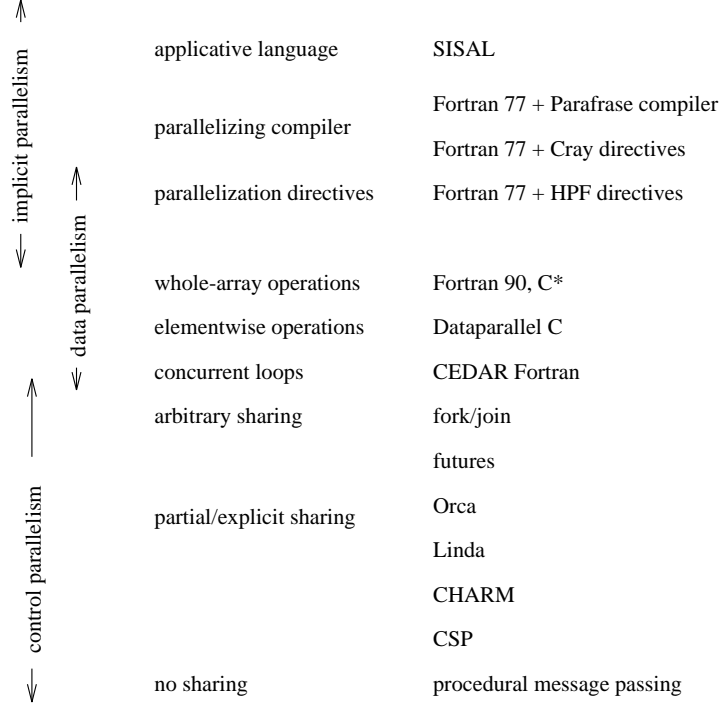 implicit parallelism
data parallelism
control parallelism
applicative language SISAL
Fortran 77 + Parafrase compiler
parallelizing compiler
Fortran 77 + Cray directives
parallelization directives Fortran 77 + HPF directives
whole-array operations Fortran 90, C*
elementwise operations Dataparallel C
concurrent loops CEDAR Fortran
arbitrary sharing fork/join
futures
partial/explicit sharing Orca
Linda
CHARM
CSP
no sharing procedural message passing